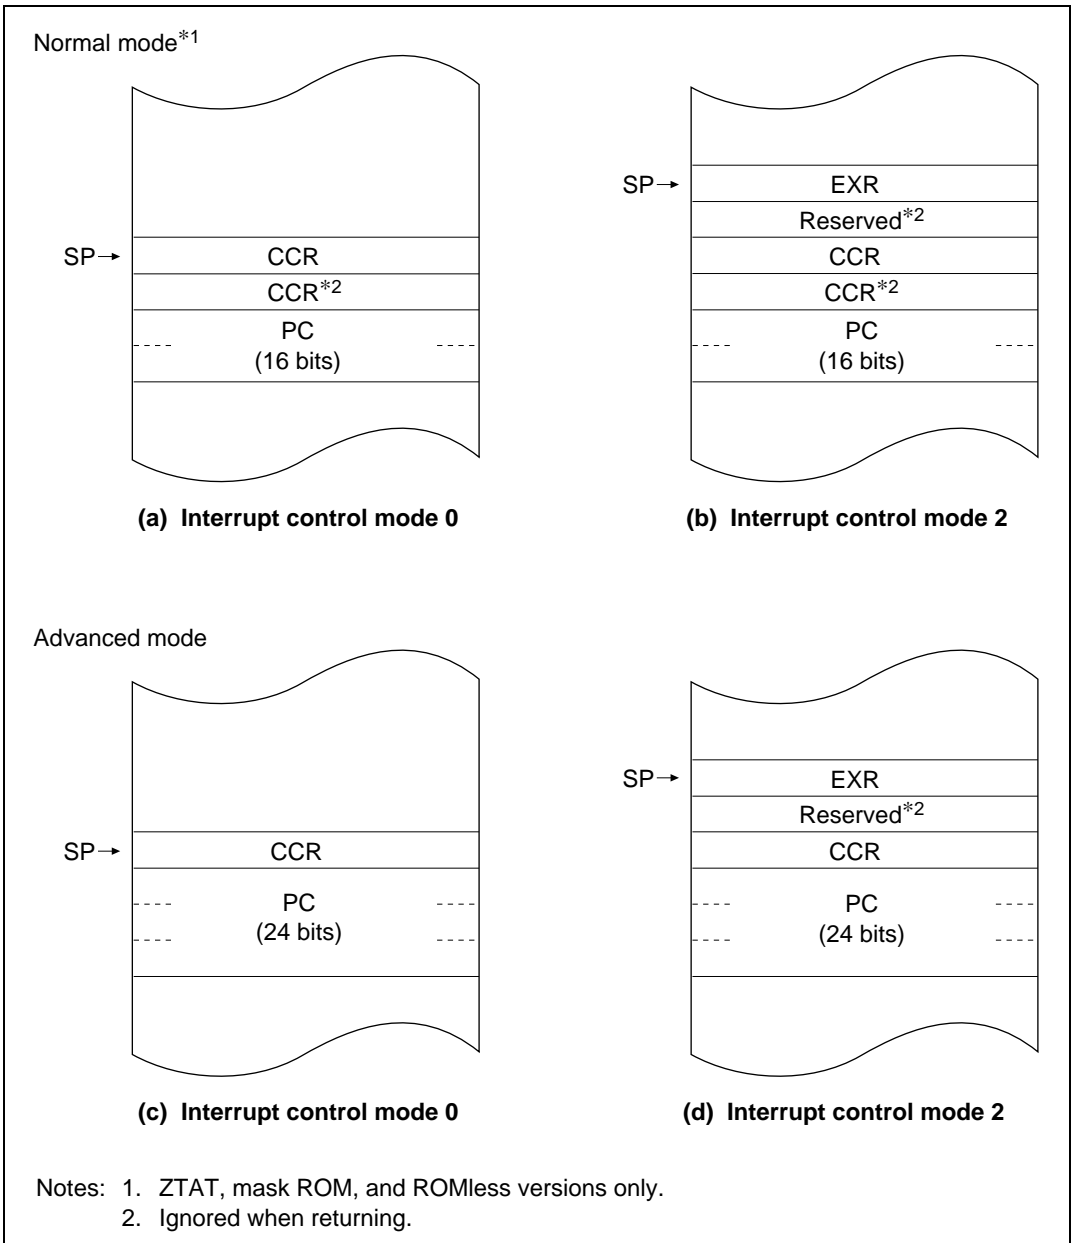 Normal mode*1
SP→
CCR
CCR*2
PC
(16 bits)
(a) Interrupt control mode 0
SP→
EXR
Reserved*2
CCR
CCR*2
PC
(16 bits)
(b) Interrupt control mode 2
Advanced mode
SP→
CCR
PC
(24 bits)
(c) Interrupt control mode 0
SP→
EXR
Reserved*2
CCR
PC
(24 bits)
(d) Interrupt control mode 2
Notes: 1. ZTAT, mask ROM, and ROMless versions only.
2. Ignored when returning.